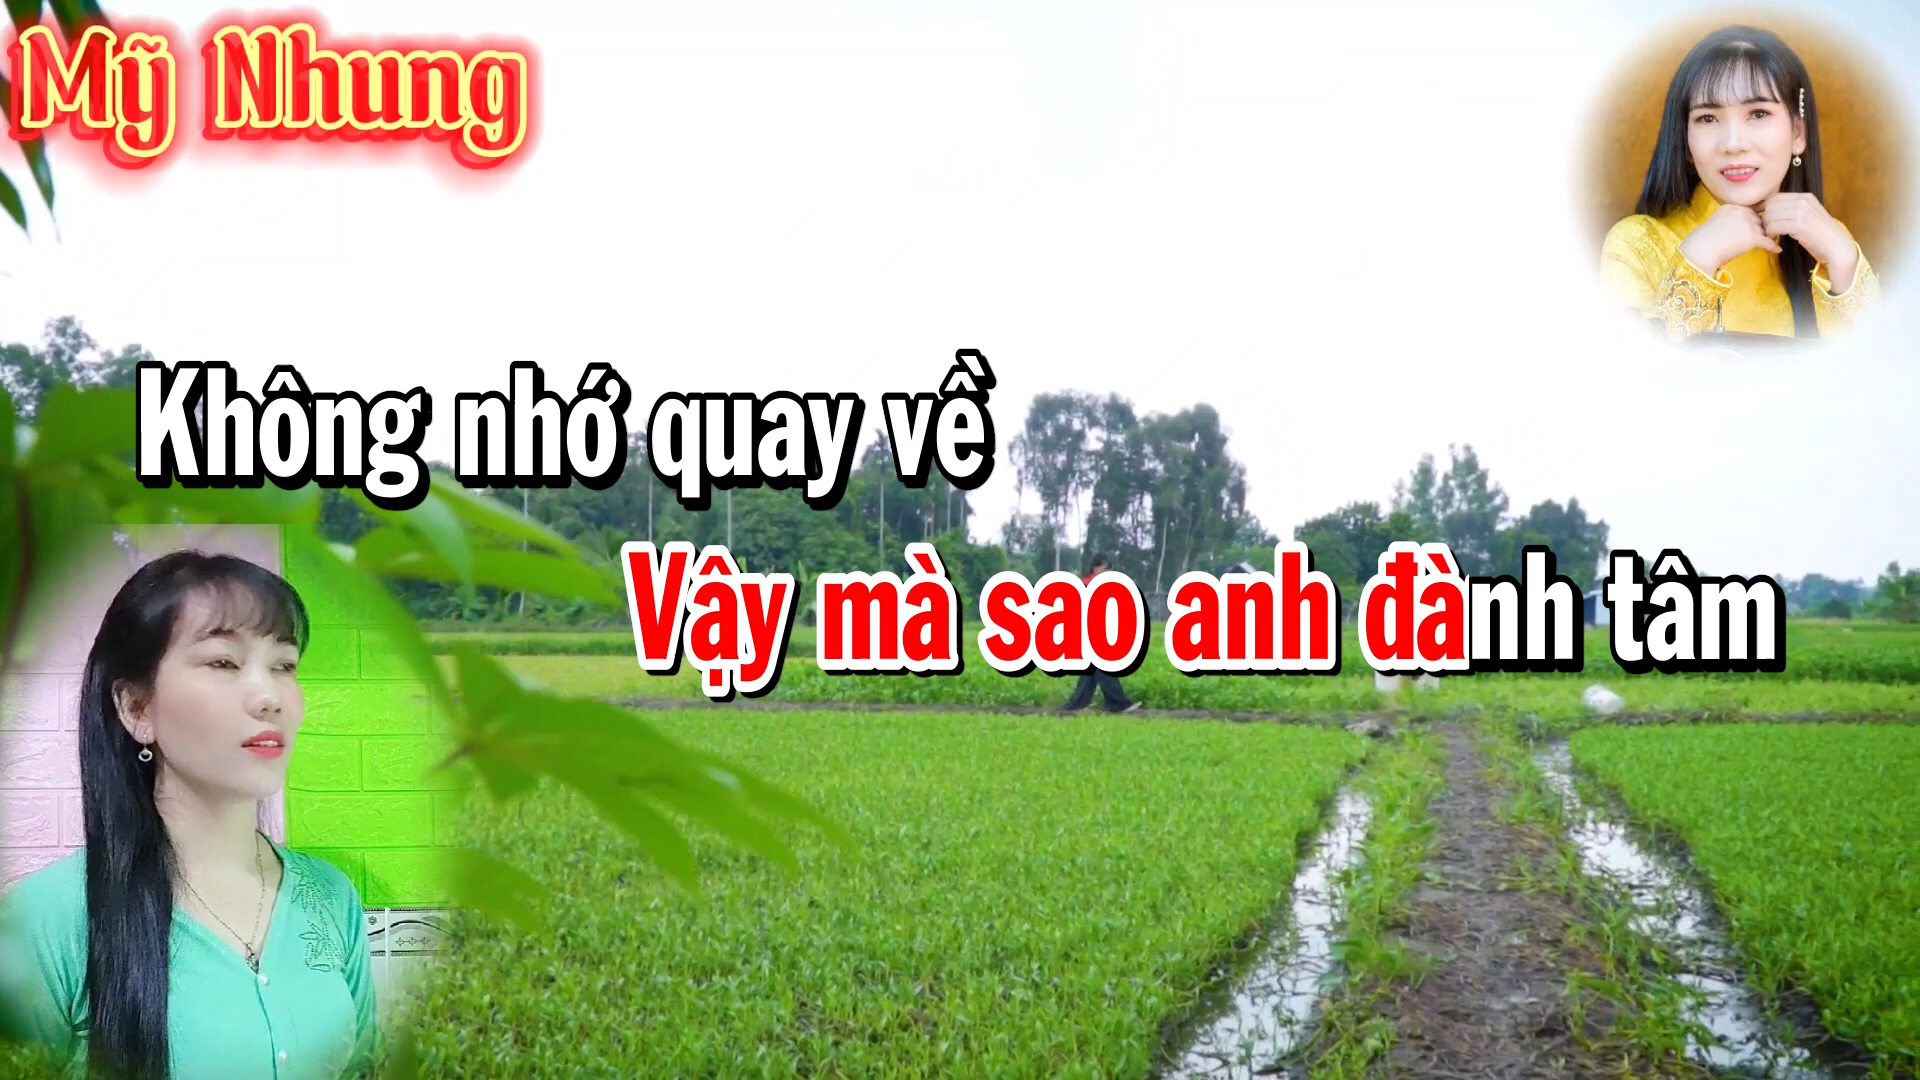 Mỹ Nhung
Không nhớ quay về
Vậy mà sao anh đành tâm